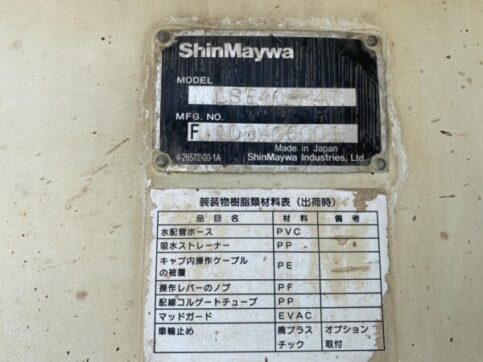 ShinMaywa
MODEL
MFG. NO.
F
Made in Japan
4-26572-00-1A
ShinMaywa Industries, Ltd.
艤装物樹脂類材料表（出荷時）
品 目 名 材 料 備 考
水配管ホース PVC
吸水ストレーナー PP
キャブ内操作ケーブル
の被覆 PE
操作レバーのノブ PF
配線コルゲートチューブ PP
マッドガード EVAC
車輪止め 廃プラス オプション
チック 取付